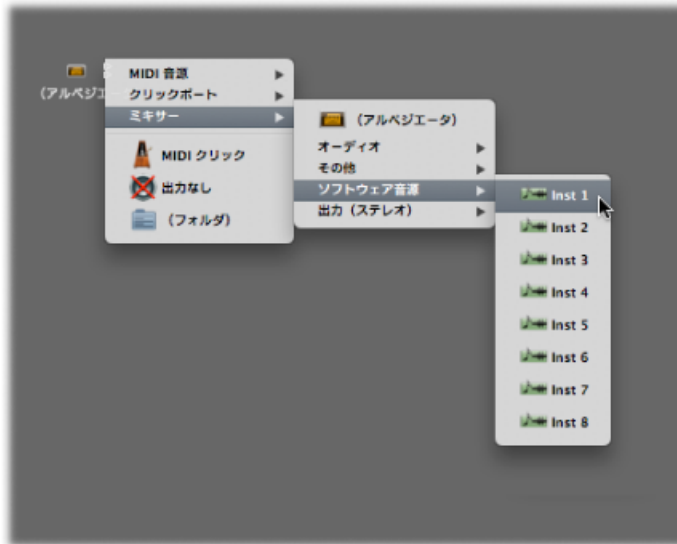 (アルペジエ
MIDI 音源
クリックポート
ミキサー
MIDI クリック
出力なし
(フォルダ)
(アルペジエータ)
オーディオ
その他
ソフトウェア音源
出力 (ステレオ)
Inst 1
Inst 2
Inst 3
Inst 4
Inst 5
Inst 6
Inst 7
Inst 8